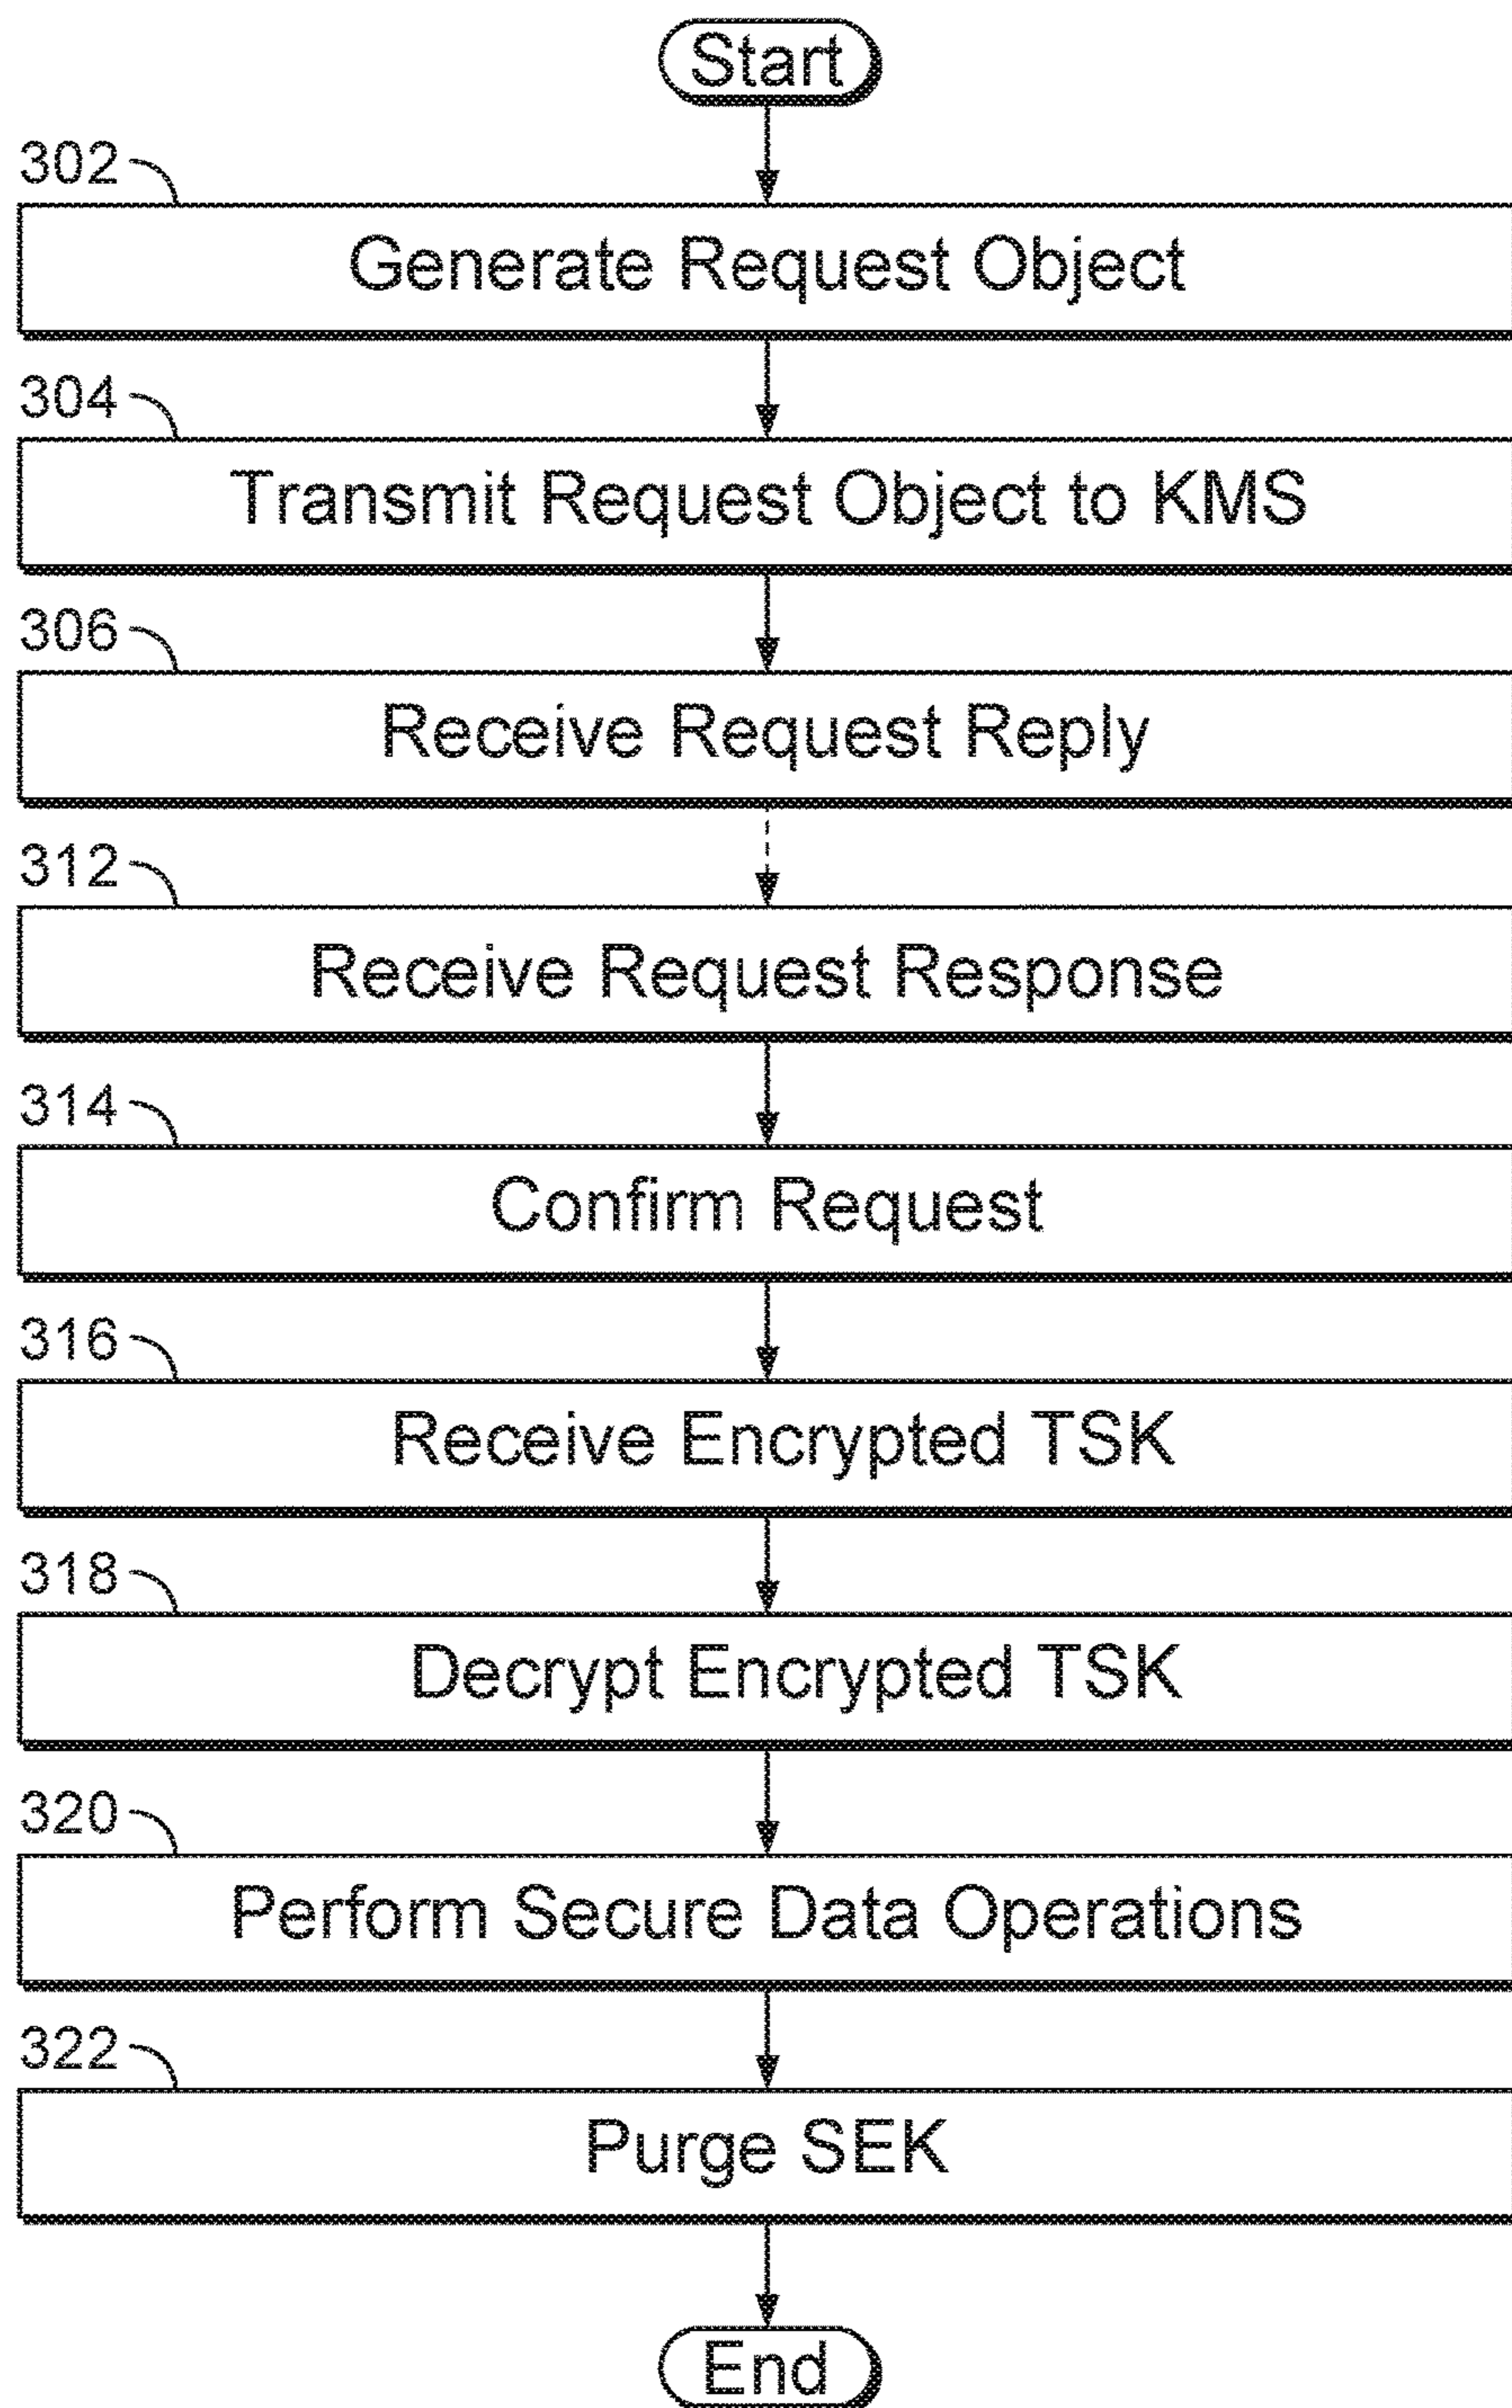 Start
302
Generate Request Object
304
Transmit Request Object to KMS
306
Receive Request Reply
312
Receive Request Response
314
Confirm Request
316
Receive Encrypted TSK
318
Decrypt Encrypted TSK
320
Perform Secure Data Operations
322
Purge SEK
End